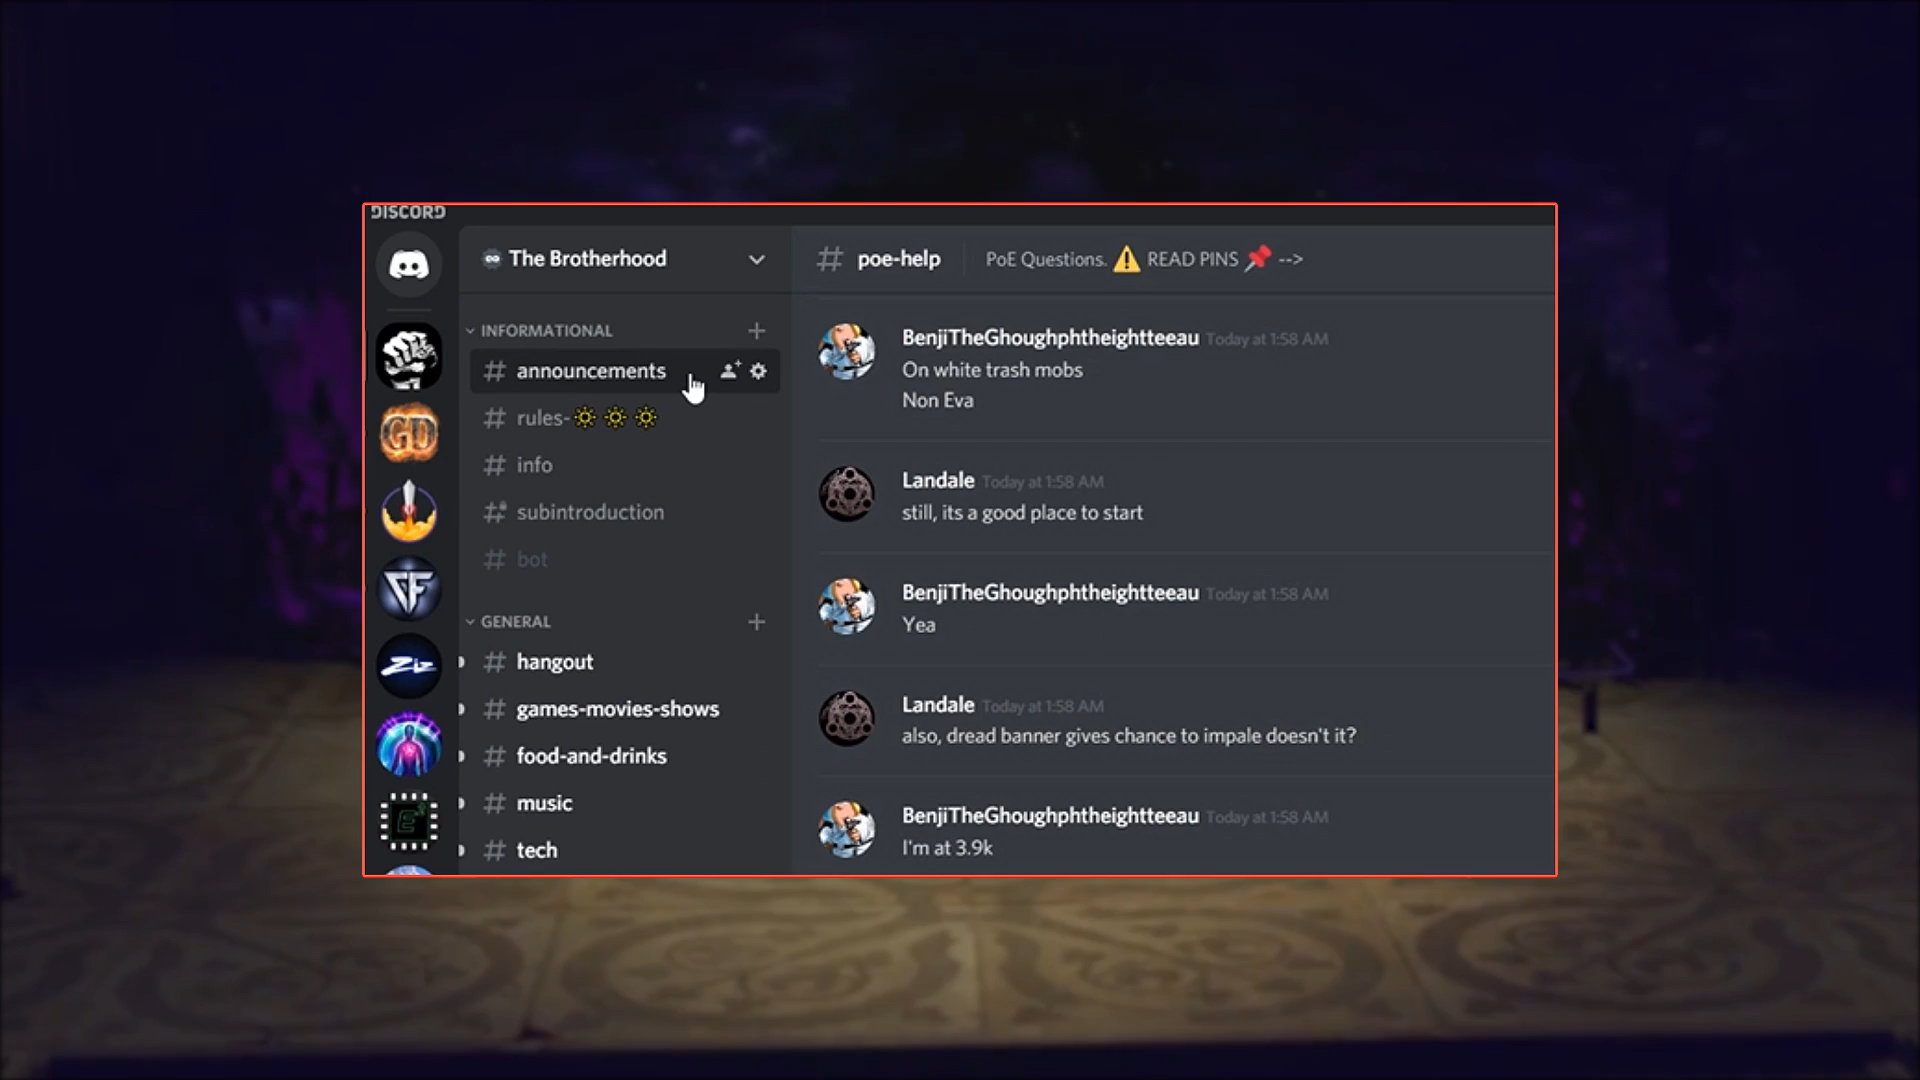 DISCORD
The Brotherhood
INFORMATIONAL
# announcements
# rules-
# info
# subintroduction
# bot
GENERAL
# hangout
# games-movies-shows
# food-and-drinks
# music
# tech
GD
GF
Ziz
E
# poe-help
PoE Questions. ⚠️ READ PINS 📌 -->
BenjiTheGhoughphtheightteeau Today at 1:58 AM
On white trash mobs
Non Eva
Landale Today at 1:58 AM
still, its a good place to start
BenjiTheGhoughphtheightteeau Today at 1:58 AM
Yea
Landale Today at 1:58 AM
also, dread banner gives chance to impale doesn't it?
BenjiTheGhoughphtheightteeau Today at 1:58 AM
I'm at 3.9k